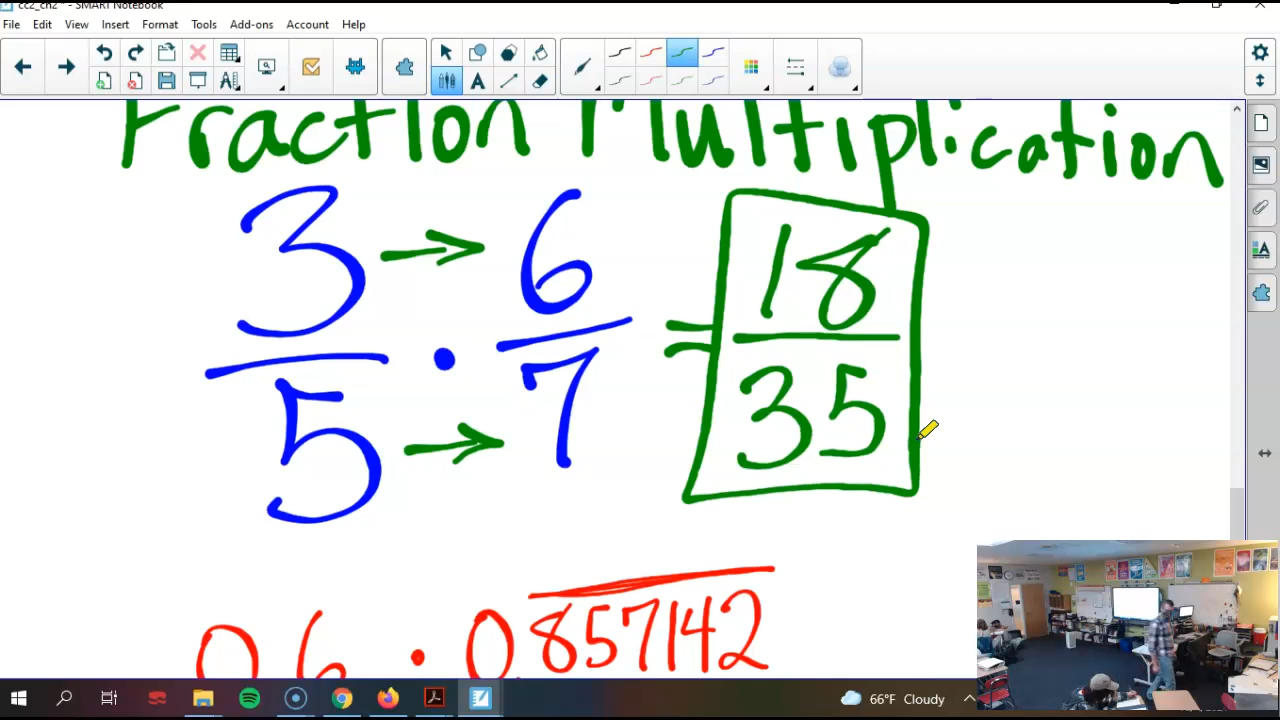 cc2_ch2 * - SMART Notebook
File Edit View Insert Format Tools Add-ons Account Help
Fraction Multiplication
3/5 → · → 6/7 = 18/35
0.6 · 0.857142
66°F Cloudy